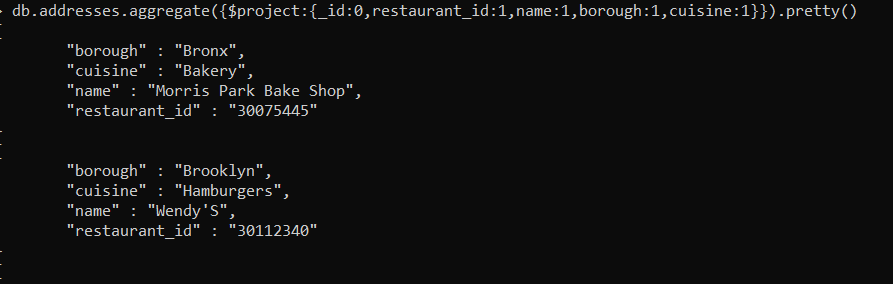 db.addresses.aggregate({$project:{_id:0,restaurant_id:1,name:1,borough:1,cuisine:1}}).pretty()
"borough" : "Bronx",
"cuisine" : "Bakery",
"name" : "Morris Park Bake Shop",
"restaurant_id" : "30075445"
"borough" : "Brooklyn",
"cuisine" : "Hamburgers",
"name" : "Wendy'S",
"restaurant_id" : "30112340"